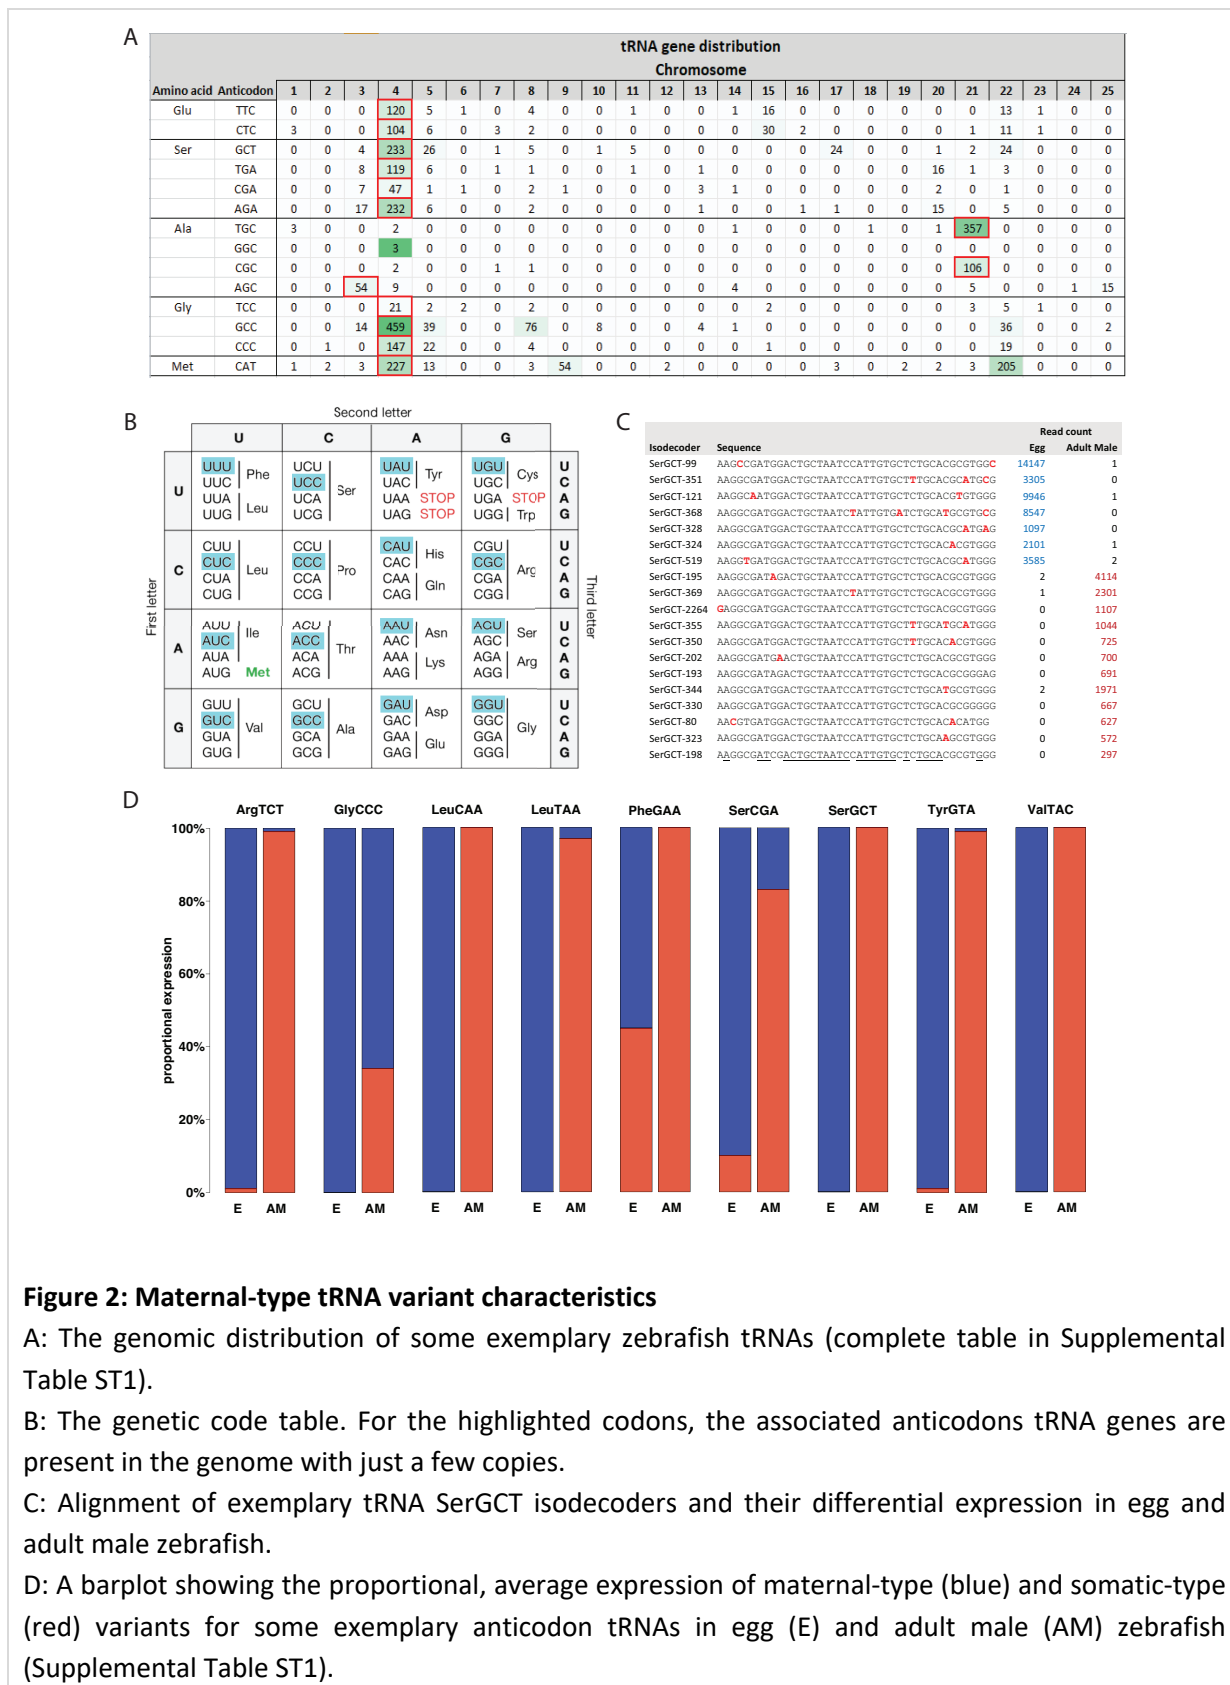 A
tRNA gene distribution
Chromosome
Amino acid Anticodon 1 2 3 4 5 6 7 8 9 10 11 12 13 14 15 16 17 18 19 20 21 22 23 24 25
Glu TTC 0 0 0 120 5 1 0 4 0 0 1 0 0 1 16 0 0 0 0 0 0 13 1 0 0
CTC 3 0 0 104 6 0 3 2 0 0 0 0 0 0 30 2 0 0 0 0 1 11 1 0 0
Ser GCT 0 0 4 233 26 0 1 5 0 1 5 0 0 0 0 0 24 0 0 1 2 24 0 0 0
TGA 0 0 8 119 6 0 1 1 0 0 1 0 1 0 0 0 0 0 0 16 1 3 0 0 0
CGA 0 0 7 47 1 1 0 2 1 0 0 0 3 1 0 0 0 0 0 2 0 1 0 0 0
AGA 0 0 17 232 6 0 0 2 0 0 0 0 1 0 0 1 1 0 0 15 0 5 0 0 0
Ala TGC 3 0 0 2 0 0 0 0 0 0 0 0 0 1 0 0 0 1 0 1 357 0 0 0 0
GGC 0 0 0 3 0 0 0 0 0 0 0 0 0 0 0 0 0 0 0 0 0 0 0 0 0
CGC 0 0 0 2 0 0 1 1 0 0 0 0 0 0 0 0 0 0 0 0 106 0 0 0 0
AGC 0 0 54 9 0 0 0 0 0 0 0 0 0 4 0 0 0 0 0 0 5 0 0 1 15
Gly TCC 0 0 0 21 2 2 0 2 0 0 0 0 0 0 2 0 0 0 0 0 3 5 1 0 0
GCC 0 0 14 459 39 0 0 76 0 8 0 0 4 1 0 0 0 0 0 0 0 36 0 0 2
CCC 0 1 0 147 22 0 0 4 0 0 0 0 0 0 1 0 0 0 0 0 0 19 0 0 0
Met CAT 1 2 3 227 13 0 0 3 54 0 0 2 0 0 0 0 3 0 2 2 3 205 0 0 0
B
Second letter
U C A G
First letter
Third letter
U
UUU UCU UAU UGU U
UUC Phe UCC UAC Tyr UGC Cys C
UUA UCA Ser UAA STOP UGA STOP A
UUG Leu UCG UAG STOP UGG Trp G
C
CUU CCU CAU CGU U
CUC Leu CCC Pro CAC His CGC Arg C
CUA CCA CAA Gln CGA A
CUG CCG CAG CGG G
A
AUU ACU AAU ACU U
AUC Ile ACC Thr AAC Asn AGC Ser C
AUA ACA AAA Lys AGA Arg A
AUG Met ACG AAG AGG G
G
GUU GCU GAU GGU U
GUC Val GCC Ala GAC Asp GGC Gly C
GUA GCA GAA Glu GGA A
GUG GCG GAG GGG G
C
Read count
Isodecoder Sequence Egg Adult Male
SerGCT-99 AAGCCGATGGACTGCTAATCCATTGTGCTCTGCACGCGTGGC 14147 1
SerGCT-351 AAGGCGATGGACTGCTAATCCATTGTGCTTTGCACGCATGCG 3305 0
SerGCT-121 AAGGCAATGGACTGCTAATCCATTGTGCTCTGCACGTGTGGG 9946 1
SerGCT-368 AAGGCGATGGACTGCTAATCTATTGTGATCTGCATGCGTGCG 8547 0
SerGCT-328 AAGGCGATGGACTGCTAATCCATTGTGCTCTGCACGCATGAG 1097 0
SerGCT-324 AAGGCGATGGACTGCTAATCCATTGTGCTCTGCACACGTGGG 2101 1
SerGCT-519 AAGGTGATGGACTGCTAATCCATTGTGCTCTGCACGCATGGG 3585 2
SerGCT-195 AAGGCGATAGACTGCTAATCCATTGTGCTCTGCACGCGTGGG 2 4114
SerGCT-369 AAGGCGATGGACTGCTAATCTATTGTGCTCTGCACGCGTGGG 1 2301
SerGCT-2264 GAGGCGATGGACTGCTAATCCATTGTGCTCTGCACGCGTGGG 0 1107
SerGCT-355 AAGGCGATGGACTGCTAATCCATTGTGCTTTGCATGCATGGG 0 1044
SerGCT-350 AAGGCGATGGACTGCTAATCCATTGTGCTTTGCACACGTGGG 0 725
SerGCT-202 AAGGCGATGAACTGCTAATCCATTGTGCTCTGCACGCGTGGG 0 700
SerGCT-193 AAGGCGATAGACTGCTAATCCATTGTGCTCTGCACGCGGGAG 0 691
SerGCT-344 AAGGCGATGGACTGCTAATCCATTGTGCTCTGCATGCGTGGG 2 1971
SerGCT-330 AAGGCGATGGACTGCTAATCCATTGTGCTCTGCACGCGGGGG 0 667
SerGCT-80 AACGTGATGGACTGCTAATCCATTGTGCTCTGCACACATGG 0 627
SerGCT-323 AAGGCGATGGACTGCTAATCCATTGTGCTCTGCAAGCGTGGG 0 572
SerGCT-198 AAGGCGATCGACTGCTAATCCATTGTGCTCTGCACGCGTGGG 0 297
D
ArgTCT GlyCCC LeuCAA LeuTAA PheGAA SerCGA SerGCT TyrGTA ValTAC
proportional expression
100%
80%
60%
40%
20%
0%
E AM E AM E AM E AM E AM E AM E AM E AM E AM
Figure 2: Maternal-type tRNA variant characteristics
A: The genomic distribution of some exemplary zebrafish tRNAs (complete table in Supplemental
Table ST1).
B: The genetic code table. For the highlighted codons, the associated anticodons tRNA genes are
present in the genome with just a few copies.
C: Alignment of exemplary tRNA SerGCT isodecoders and their differential expression in egg and
adult male zebrafish.
D: A barplot showing the proportional, average expression of maternal-type (blue) and somatic-type
(red) variants for some exemplary anticodon tRNAs in egg (E) and adult male (AM) zebrafish
(Supplemental Table ST1).